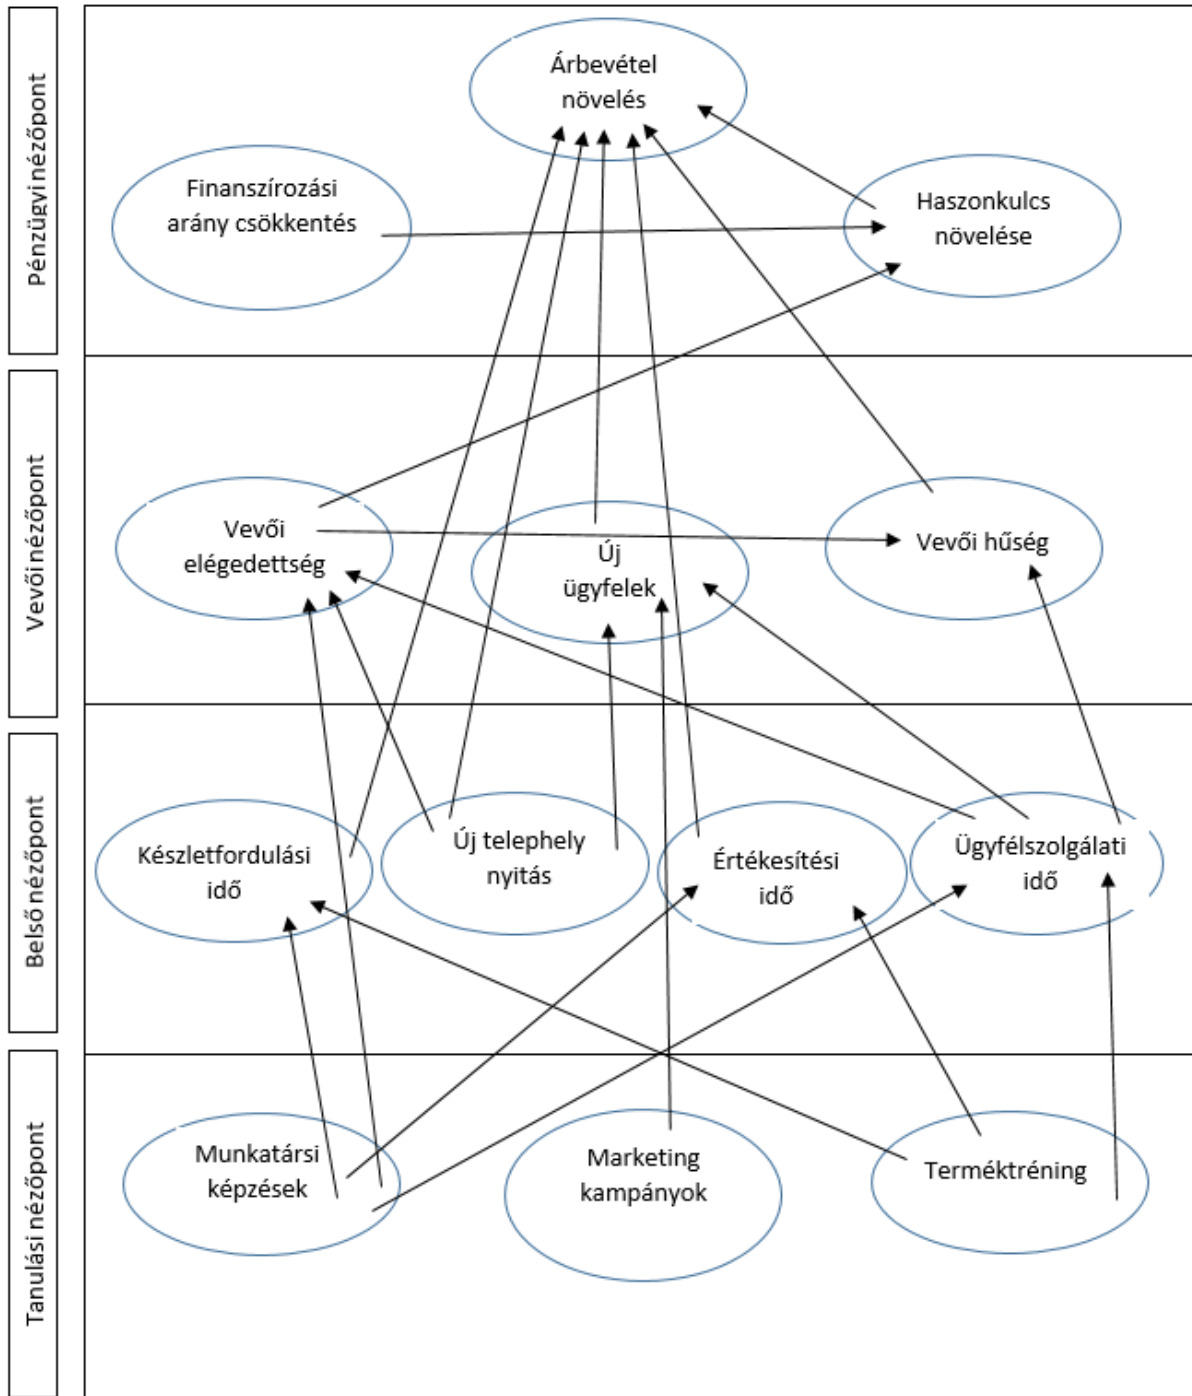 Pénzügyi nézőpont
Árbevétel
növelés
Finanszírozási
arány csökkentés
Haszonkulcs
növelése
Vevői nézőpont
Vevői
elégedettség
Új
ügyfelek
Vevői hűség
Belső nézőpont
Készletfordulási
idő
Új telephely
nyitás
Értékesítési
idő
Ügyfélszolgálati
idő
Tanulási nézőpont
Munkatársi
képzések
Marketing
kampányok
Terméktréning